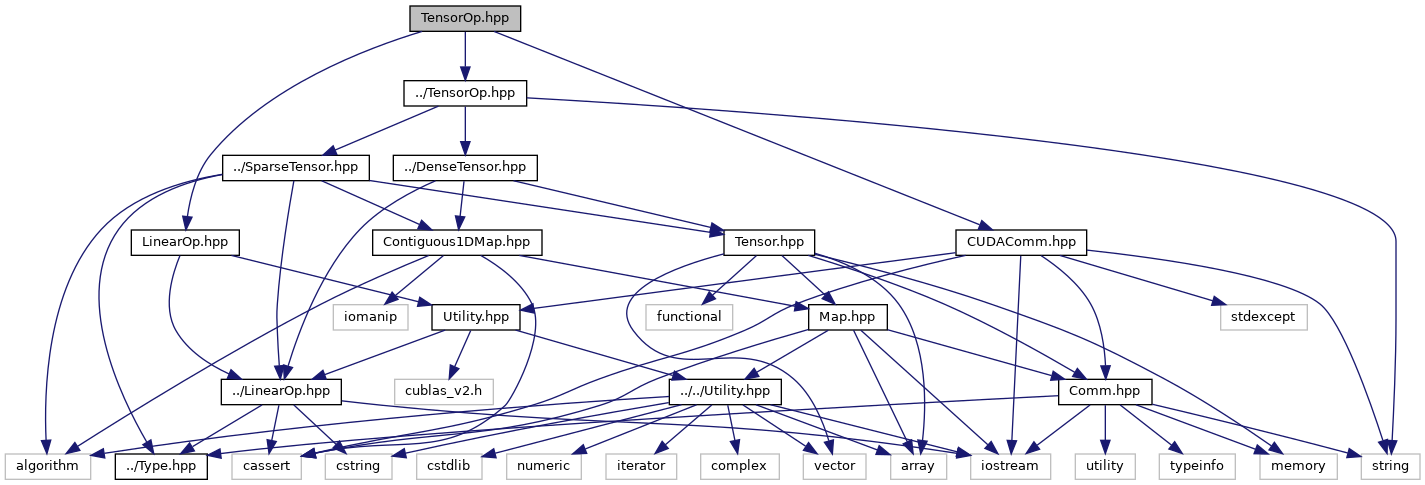 TensorOp.hpp
../TensorOp.hpp
../SparseTensor.hpp
../DenseTensor.hpp
LinearOp.hpp
Contiguous1DMap.hpp
Tensor.hpp
CUDAComm.hpp
iomanip
Utility.hpp
functional
Map.hpp
stdexcept
../LinearOp.hpp
cublas_v2.h
../../Utility.hpp
Comm.hpp
algorithm
../Type.hpp
cassert
cstring
cstdlib
numeric
iterator
complex
vector
array
iostream
utility
typeinfo
memory
string